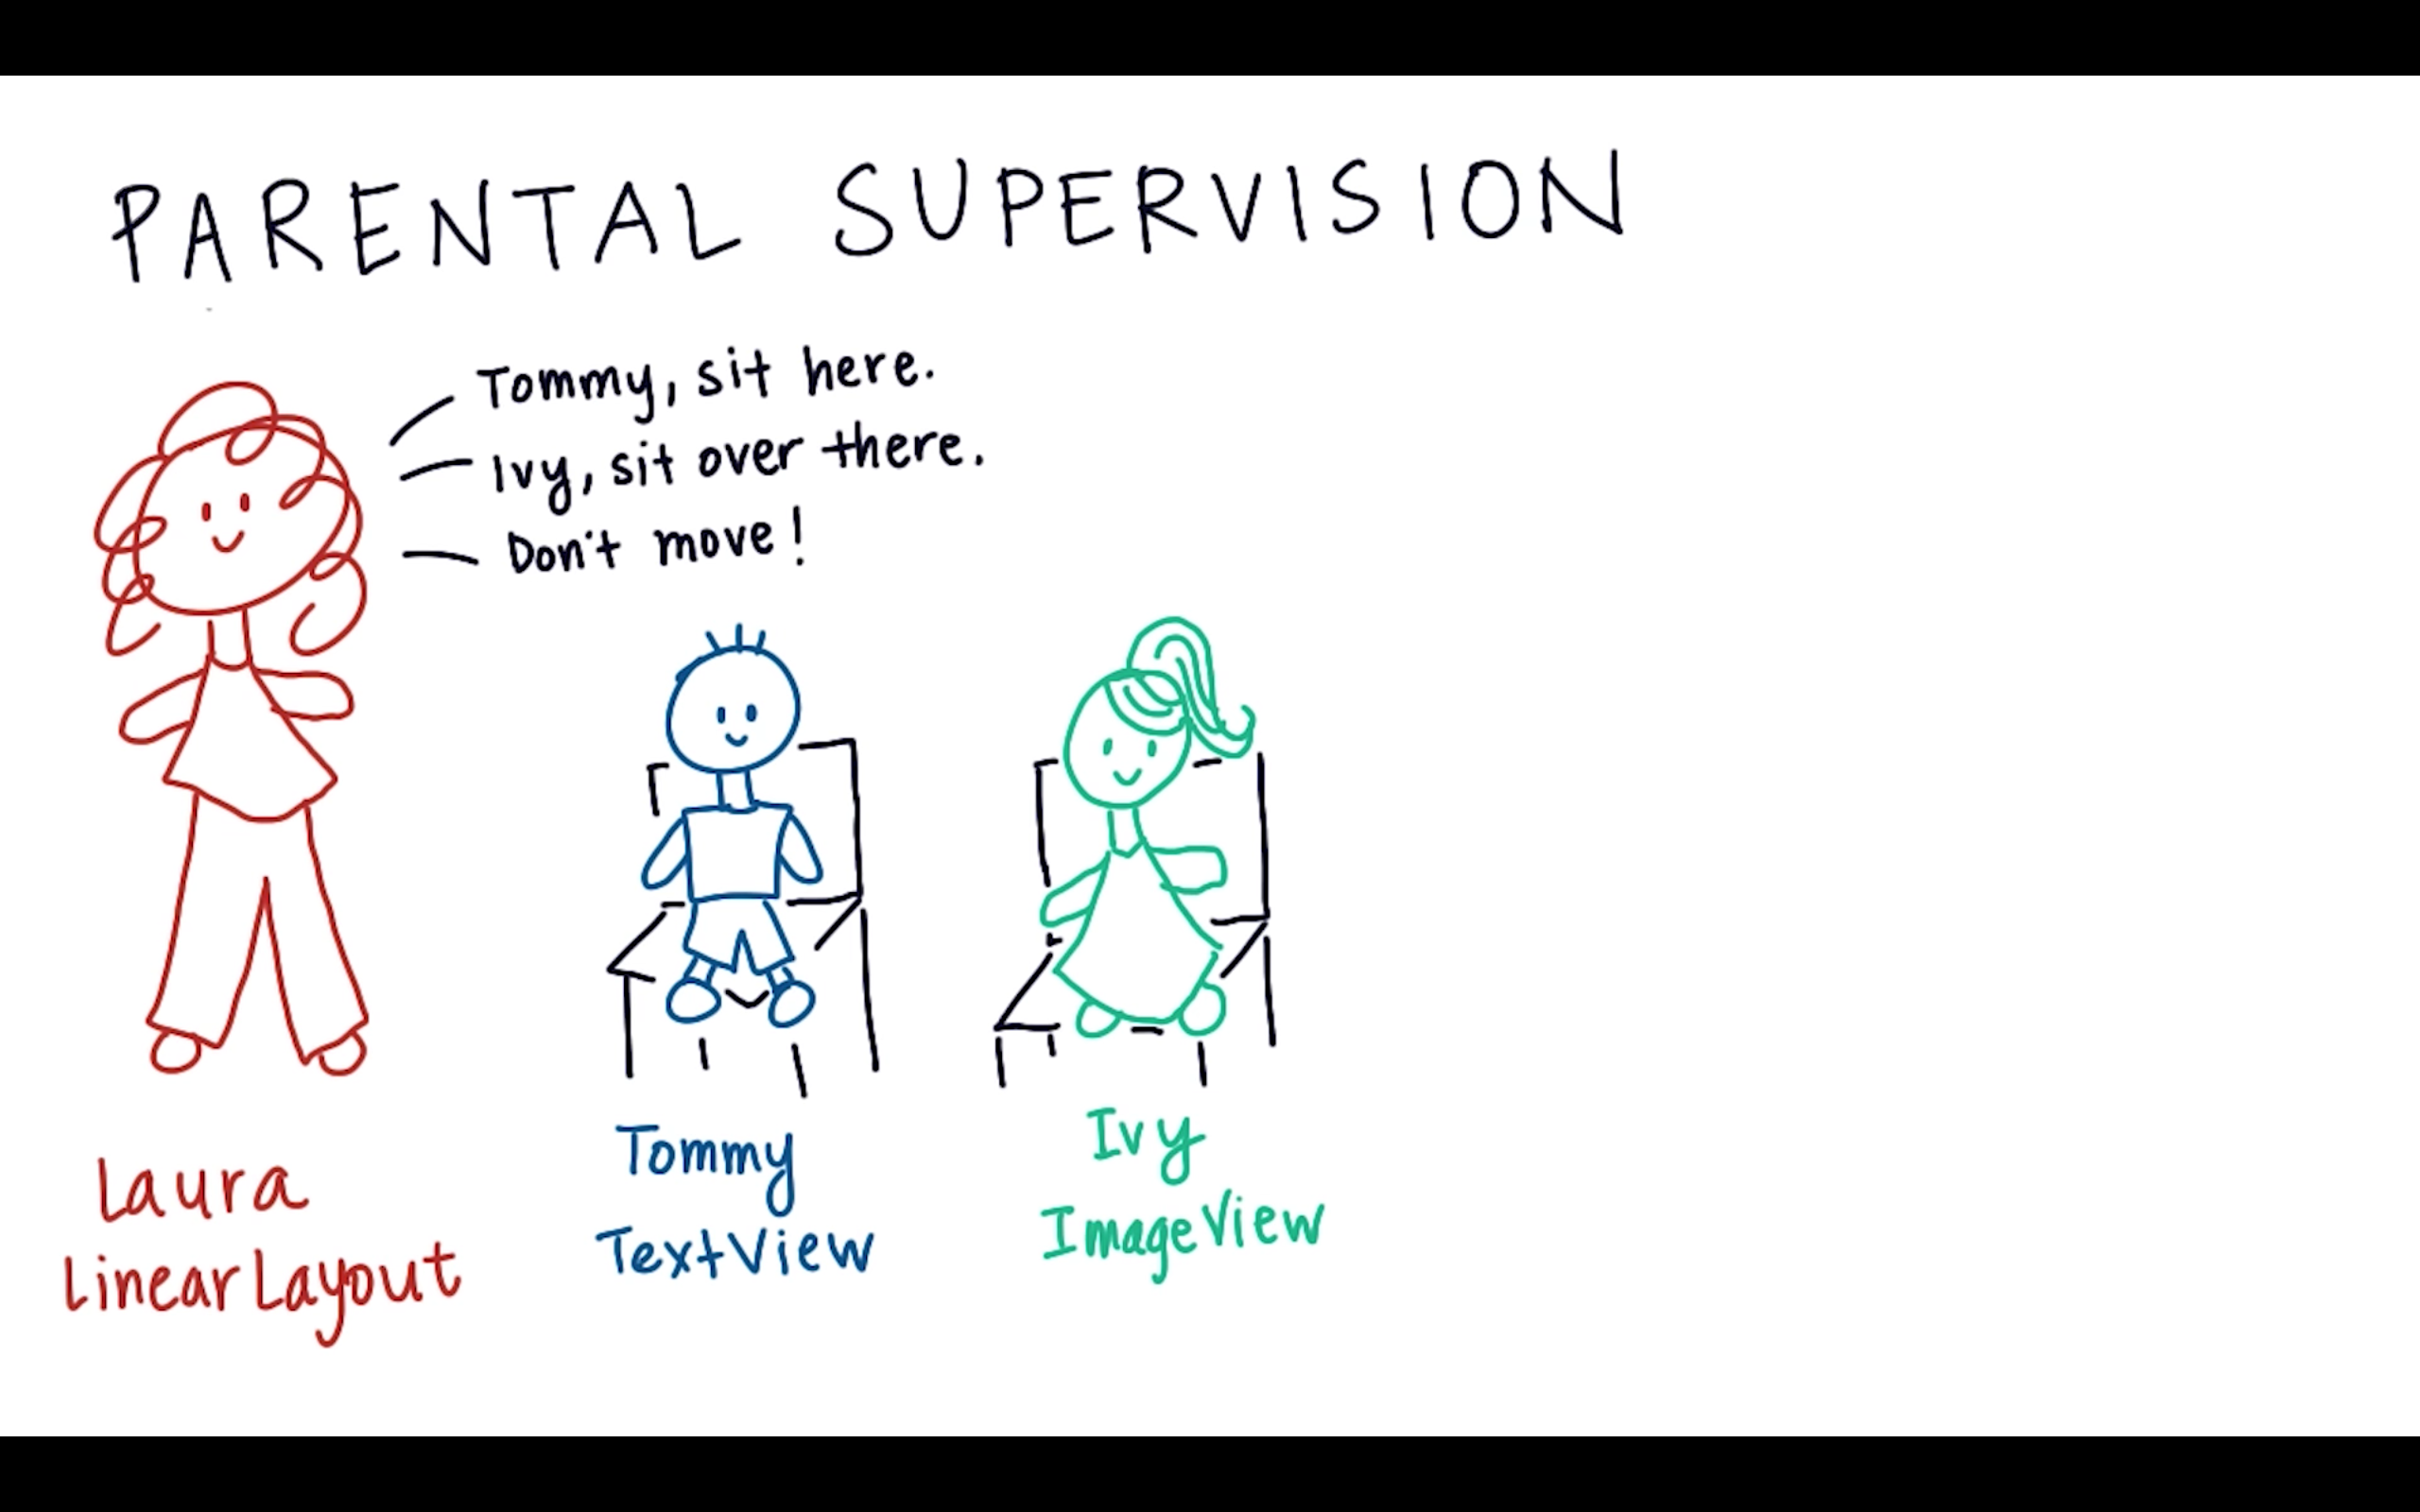 PARENTAL SUPERVISION
Tommy, sit here.
Ivy, sit over there.
Don't move!
Laura
LinearLayout
Tommy
TextView
Ivy
ImageView